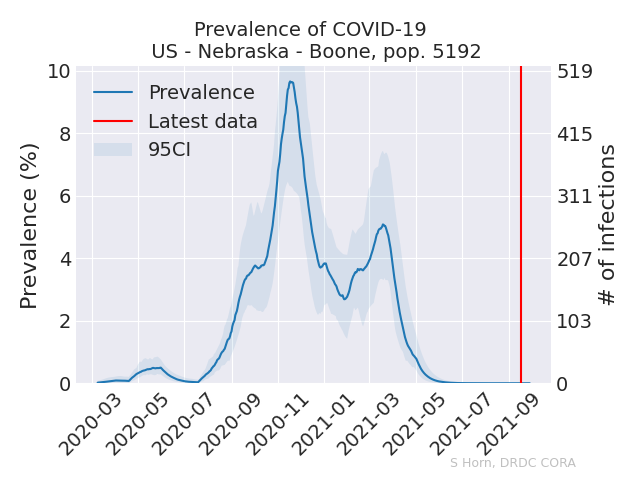 Prevalence of COVID-19
US - Nebraska - Boone, pop. 5192
Prevalence
Latest data
95CI
Prevalence (%)
10
8
6
4
2
0
# of infections
519
415
311
207
103
0
2020-03
2020-05
2020-07
2020-09
2020-11
2021-01
2021-03
2021-05
2021-07
2021-09
S Horn, DRDC CORA